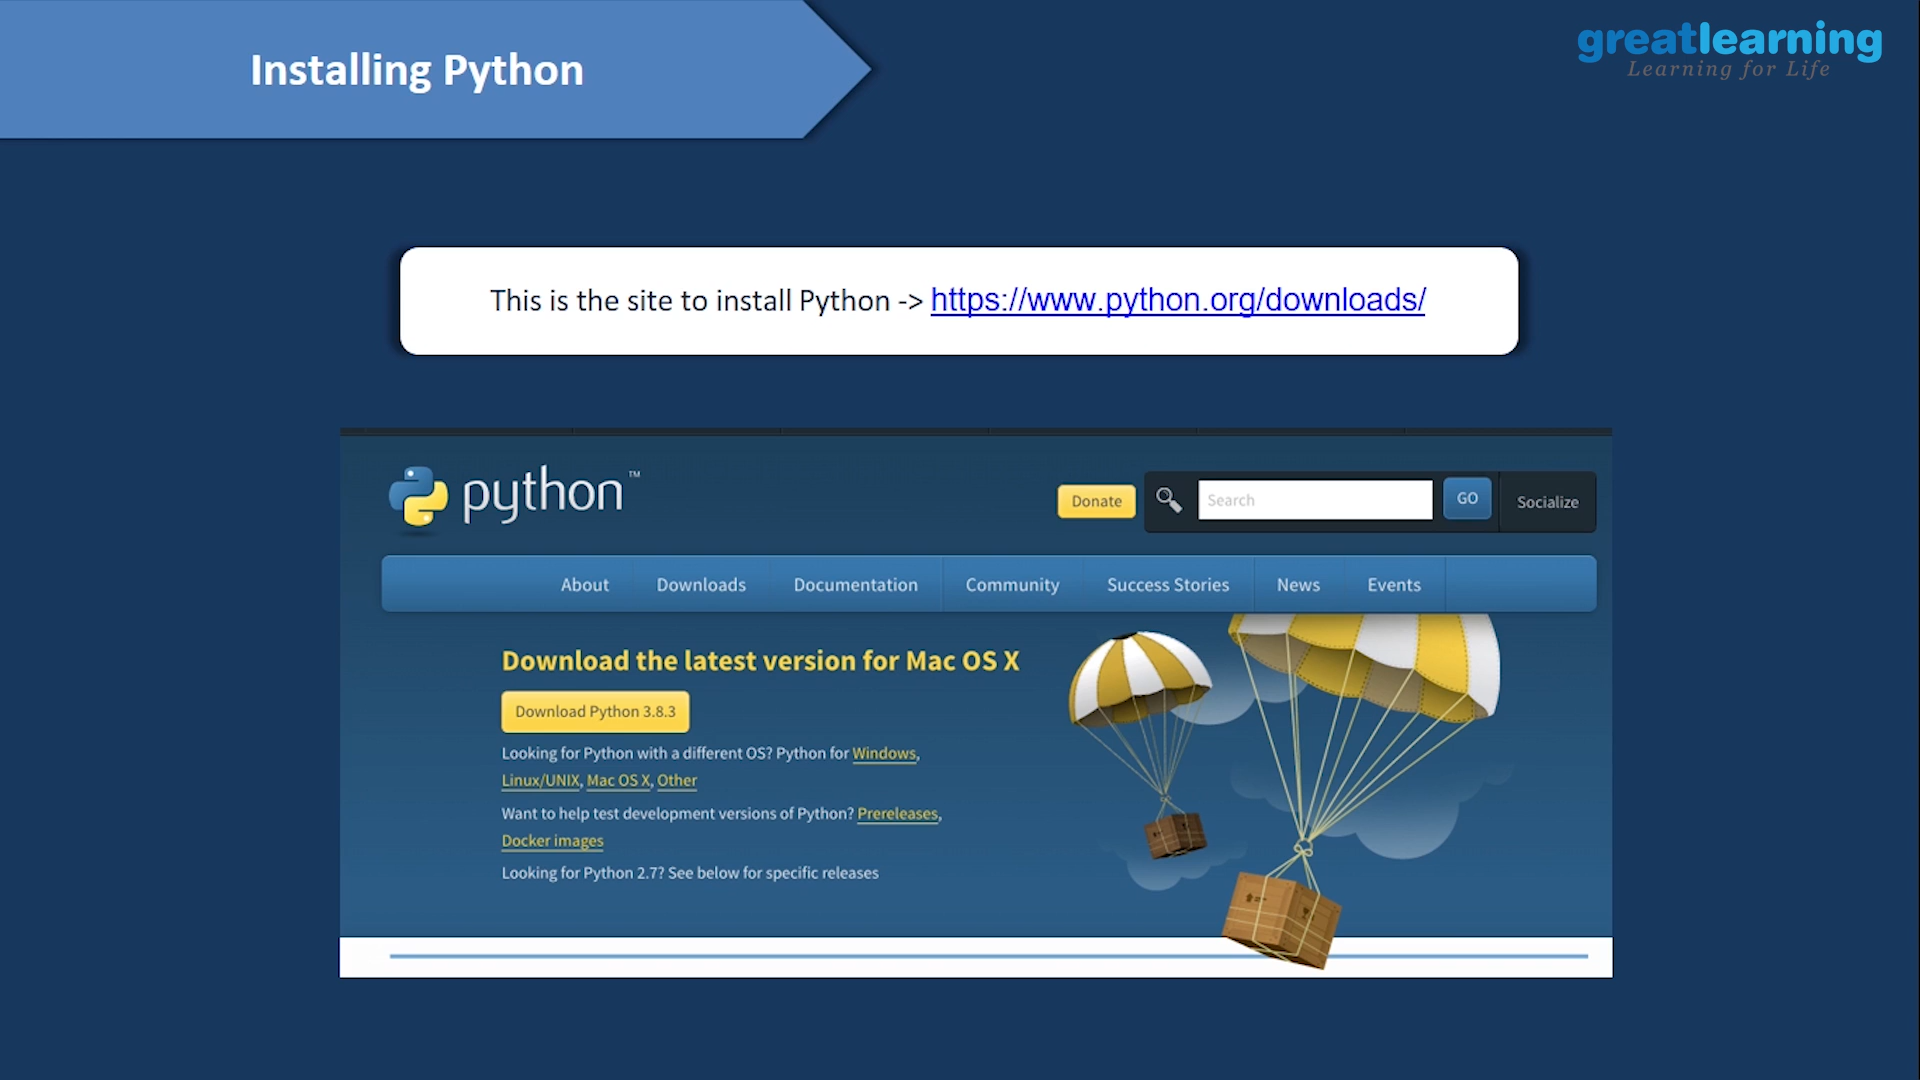 Installing Python
greatlearning
Learning for Life
This is the site to install Python -> https://www.python.org/downloads/
python™
Donate
Search
GO
Socialize
About Downloads Documentation Community Success Stories News Events
Download the latest version for Mac OS X
Download Python 3.8.3
Looking for Python with a different OS? Python for Windows,
Linux/UNIX, Mac OS X, Other
Want to help test development versions of Python? Prereleases,
Docker images
Looking for Python 2.7? See below for specific releases